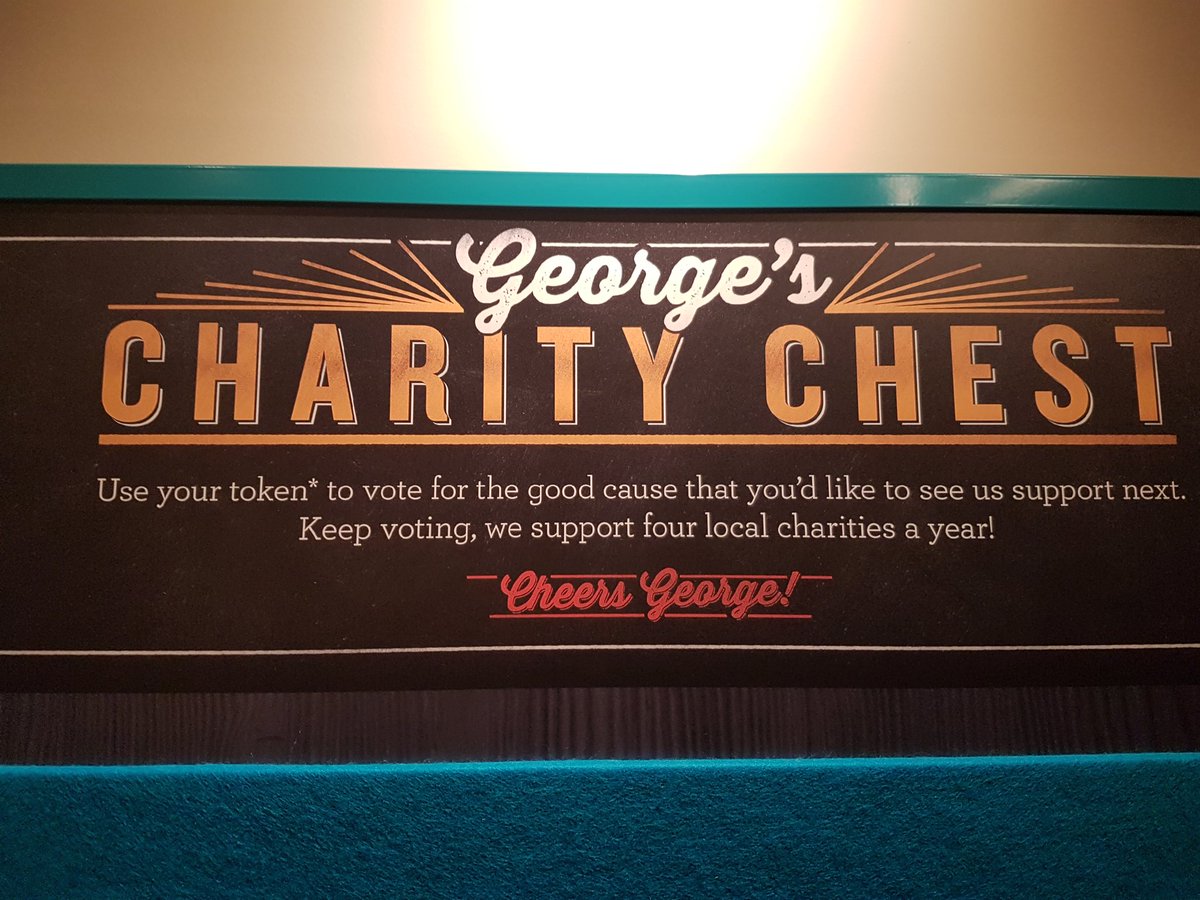 George's
CHARITY CHEST
Use your token* to vote for the good cause that you'd like to see us support next.
Keep voting, we support four local charities a year!
Cheers George!